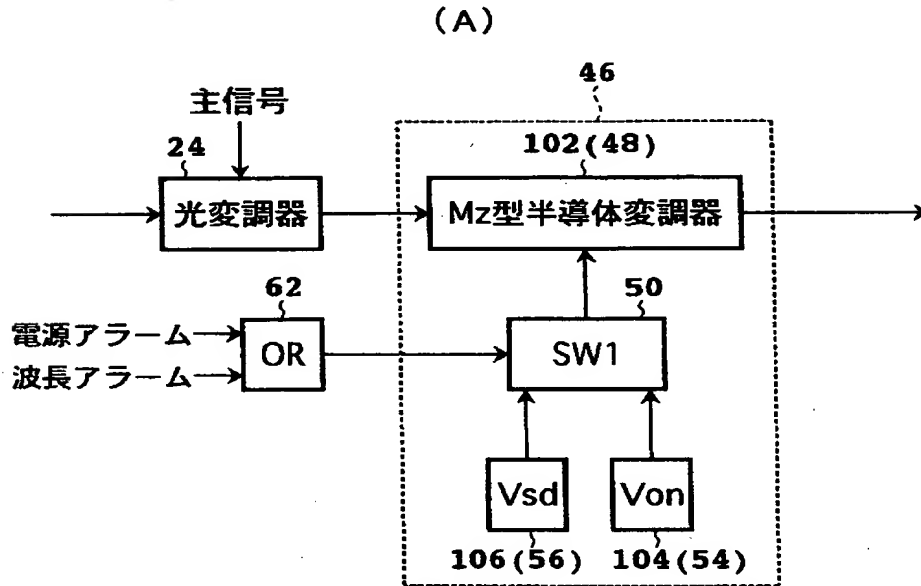 (A)
46
主信号
24
102(48)
光変調器
Mz型半導体変調器
62
50
電源アラーム
波長アラーム
OR
SW1
Vsd
Von
106(56)
104(54)